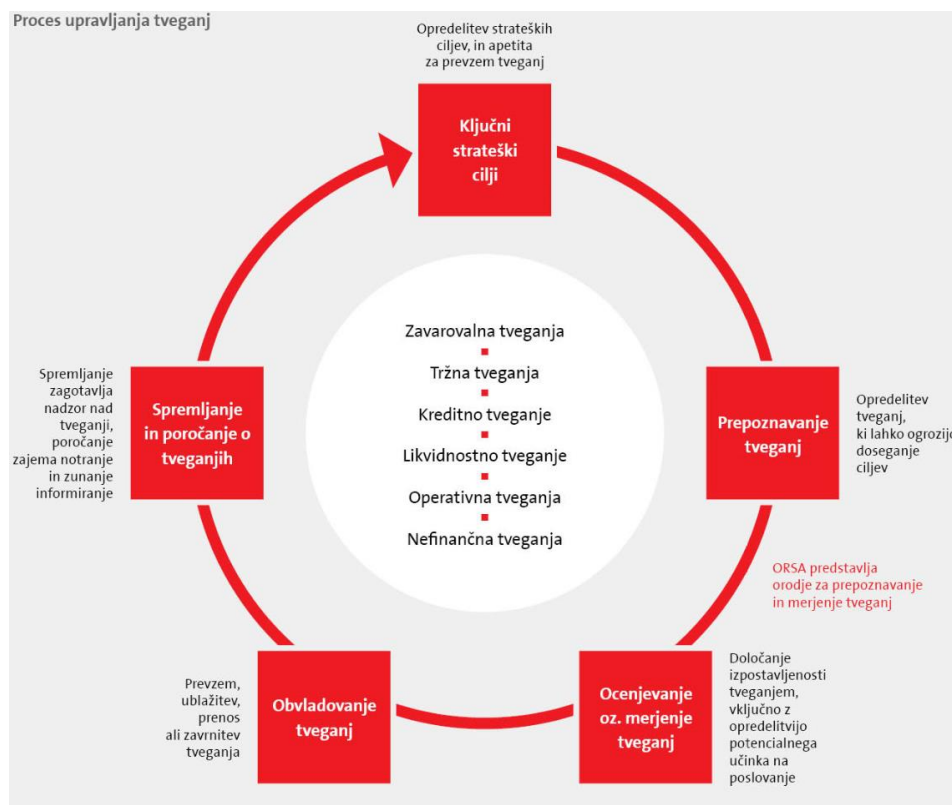 Proces upravljanja tveganj
Opredelitev strateških
ciljev, in apetita
za prevzem tveganj
Ključni
strateški
cilji
Zavarovalna tveganja
Tržna tveganja
Kreditno tveganje
Likvidnostno tveganje
Operativna tveganja
Nefinančna tveganja
Prepoznavanje
tveganj
Opredelitev
tveganj,
ki lahko ogrozijo
doseganje
ciljev
ORSA predstavlja
orodje za prepoznavanje
in merjenje tveganj
Ocenjevanje
oz. merjenje
tveganj
Določanje
izpostavljenosti
tveganjem,
vključno z
opredelitvijo
potencialnega
učinka na
poslovanje
Obvladovanje
tveganj
Prevzem,
ublažitev,
prenos
ali zavrnitev
tveganja
Spremljanje
in poročanje o
tveganjih
Spremljanje
zagotavlja
nadzor nad
tveganji,
poročanje
zajema notranje
in zunanje
informiranje